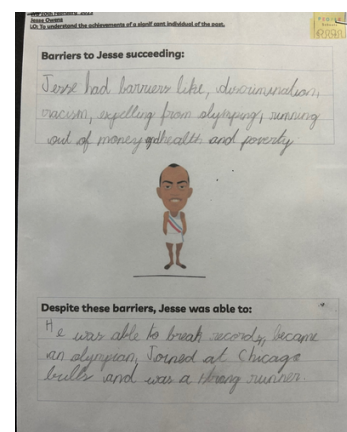 Jesse Owens
LO: To understand the achievements of a significant individual of the past.
Barriers to Jesse succeeding:
Jesse had barriers like, discrimination,
racism, expelling from olymping, running
out of money health and poverty
Despite these barriers, Jesse was able to:
He was able to break records, became
an olympian, Joined at Chicago
bulls and was a strong runner.